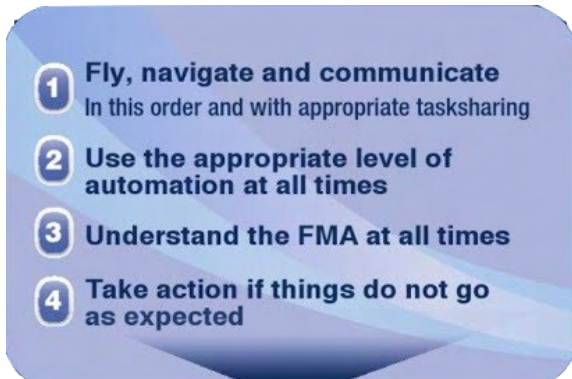 1 Fly, navigate and communicate
In this order and with appropriate tasksharing
2 Use the appropriate level of
automation at all times
3 Understand the FMA at all times
4 Take action if things do not go
as expected